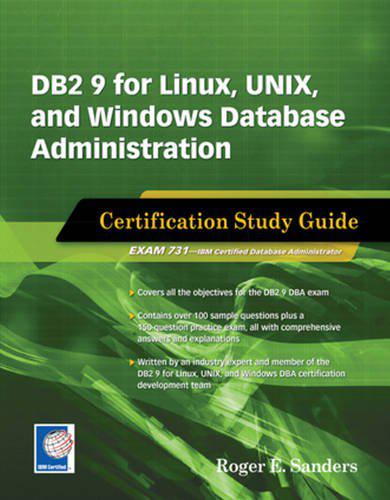 DB2 9 for Linux, UNIX,
and Windows Database
Administration
Certification Study Guide
EXAM 731—IBM Certified Database Administrator
Covers all the objectives for the DB2 9 DBA exam
Contains over 100 sample questions plus a
150-question practice exam, all with comprehensive
answers and explanations
Written by an industry expert and member of the
DB2 9 for Linux, UNIX, and Windows DBA certification
development team
IBM Certified
Roger E. Sanders